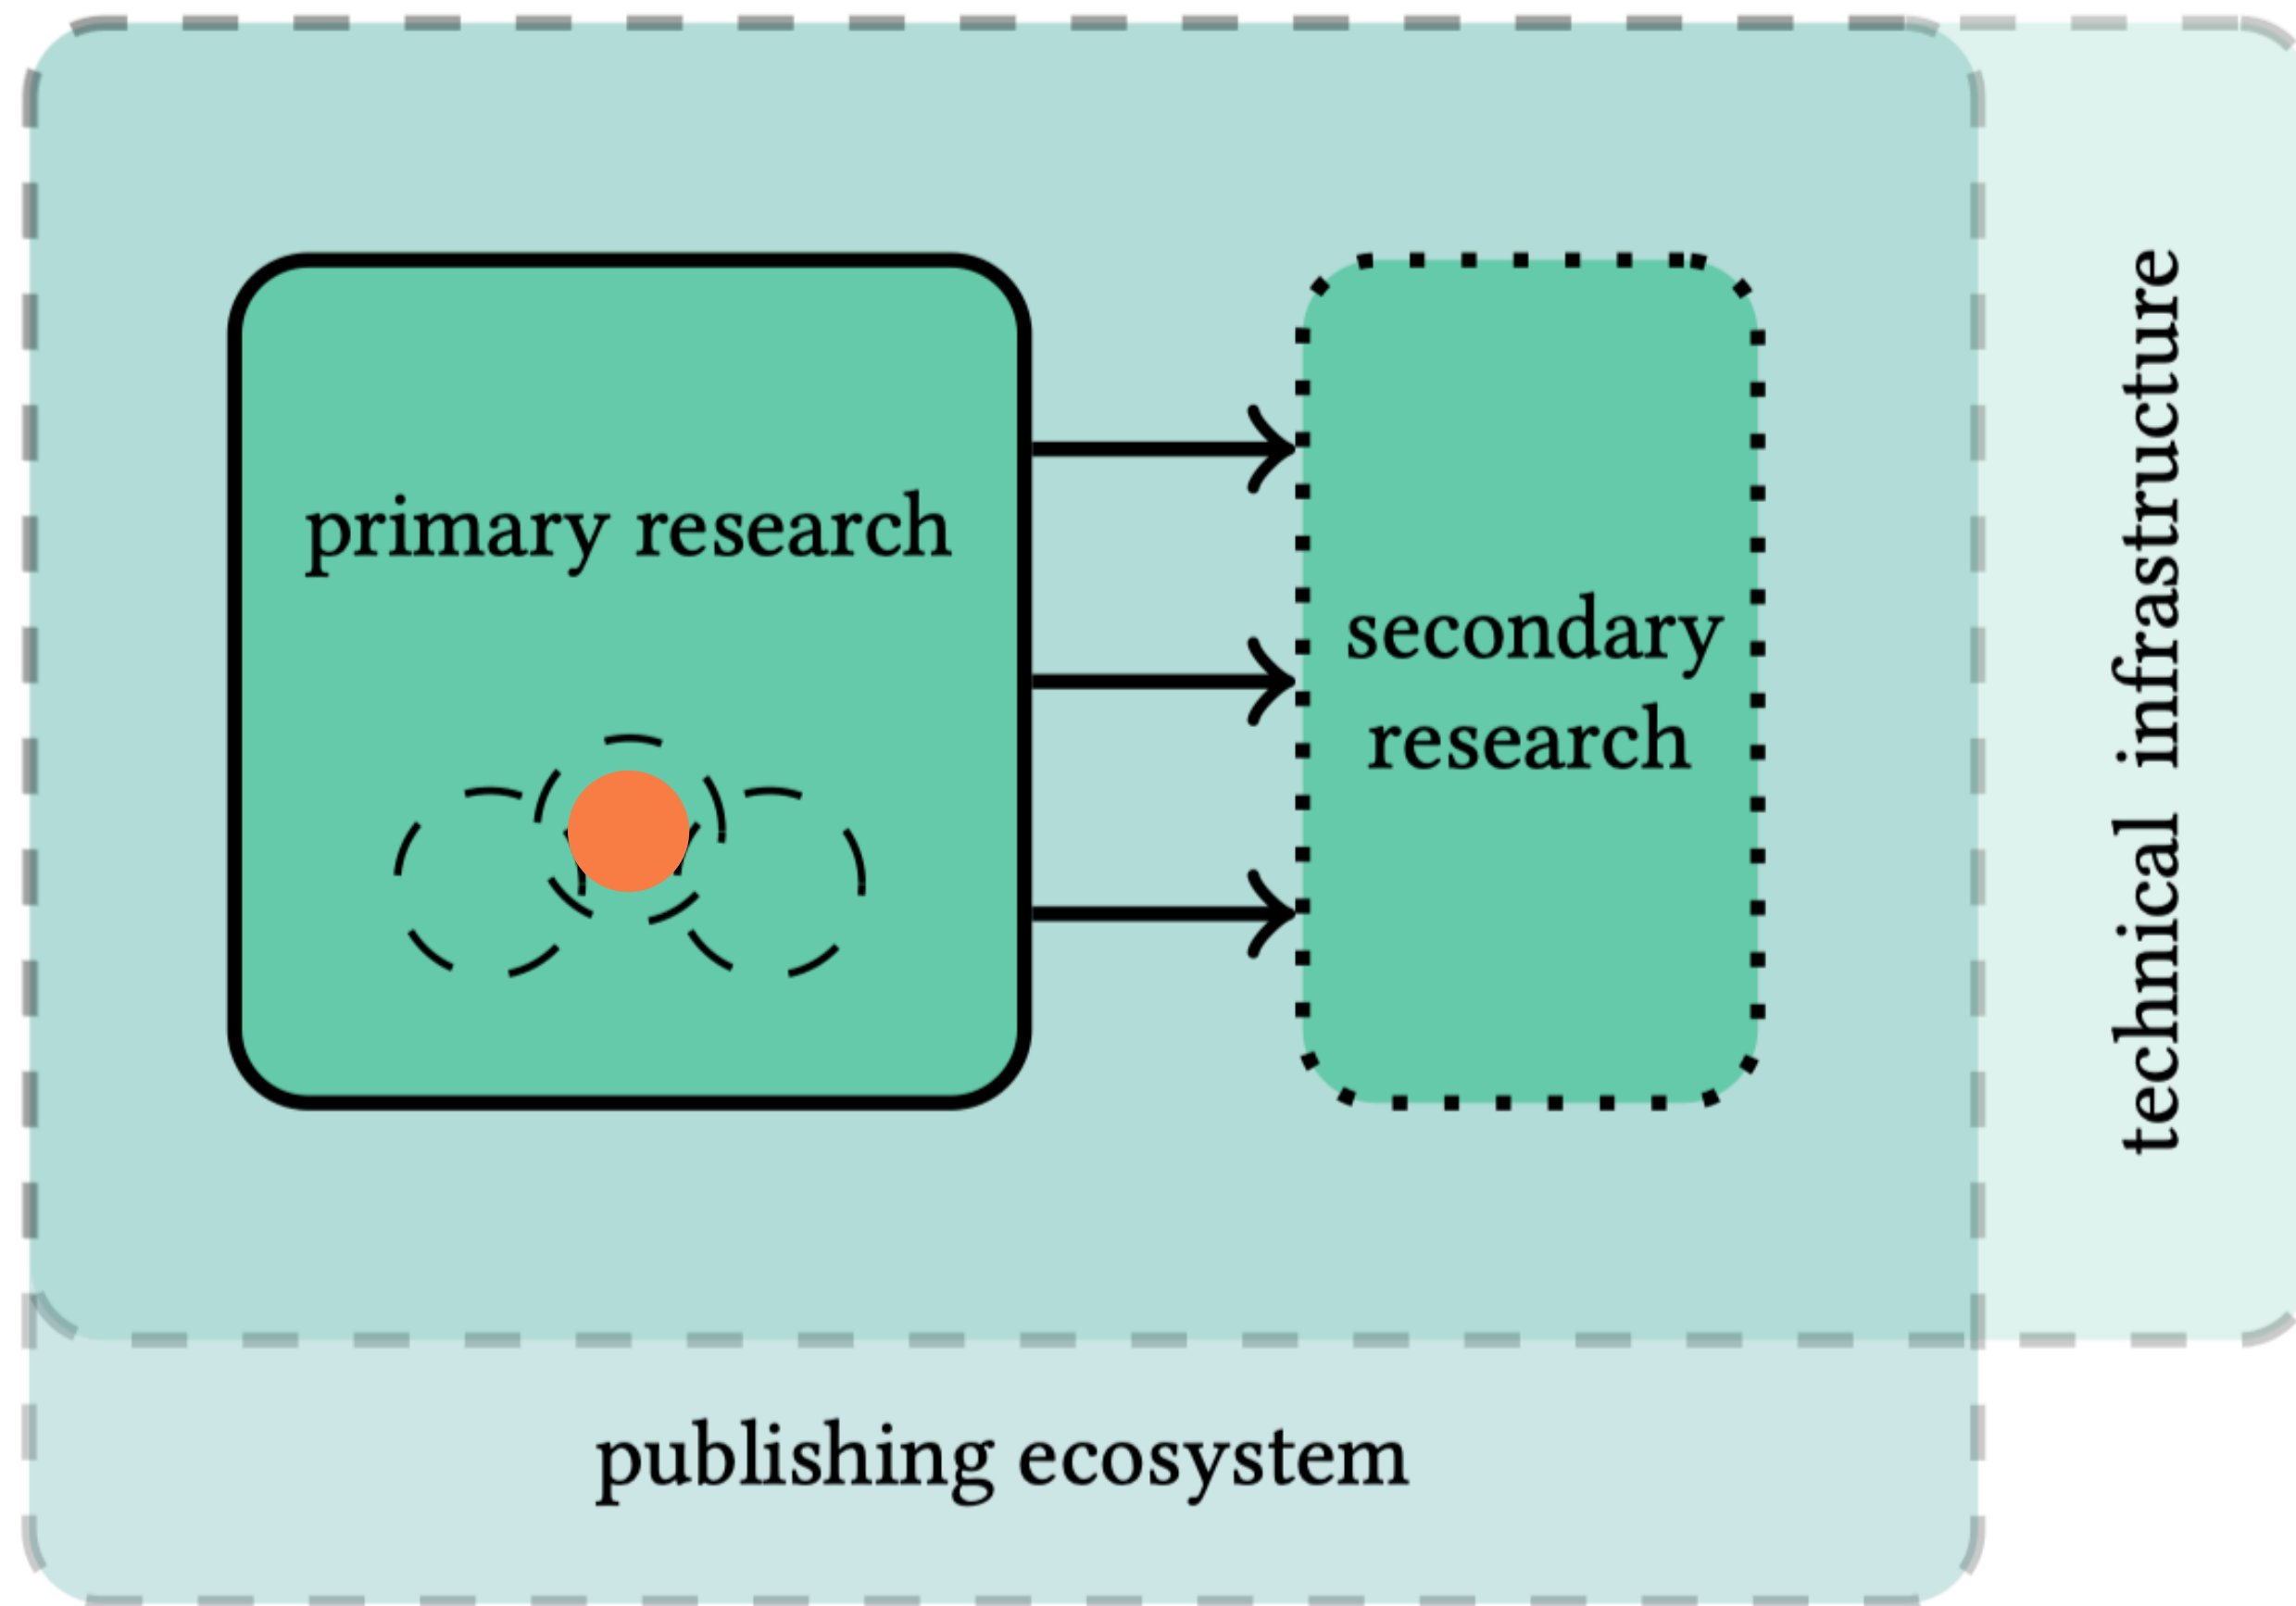 primary research
secondary
research
technical infrastructure
publishing ecosystem